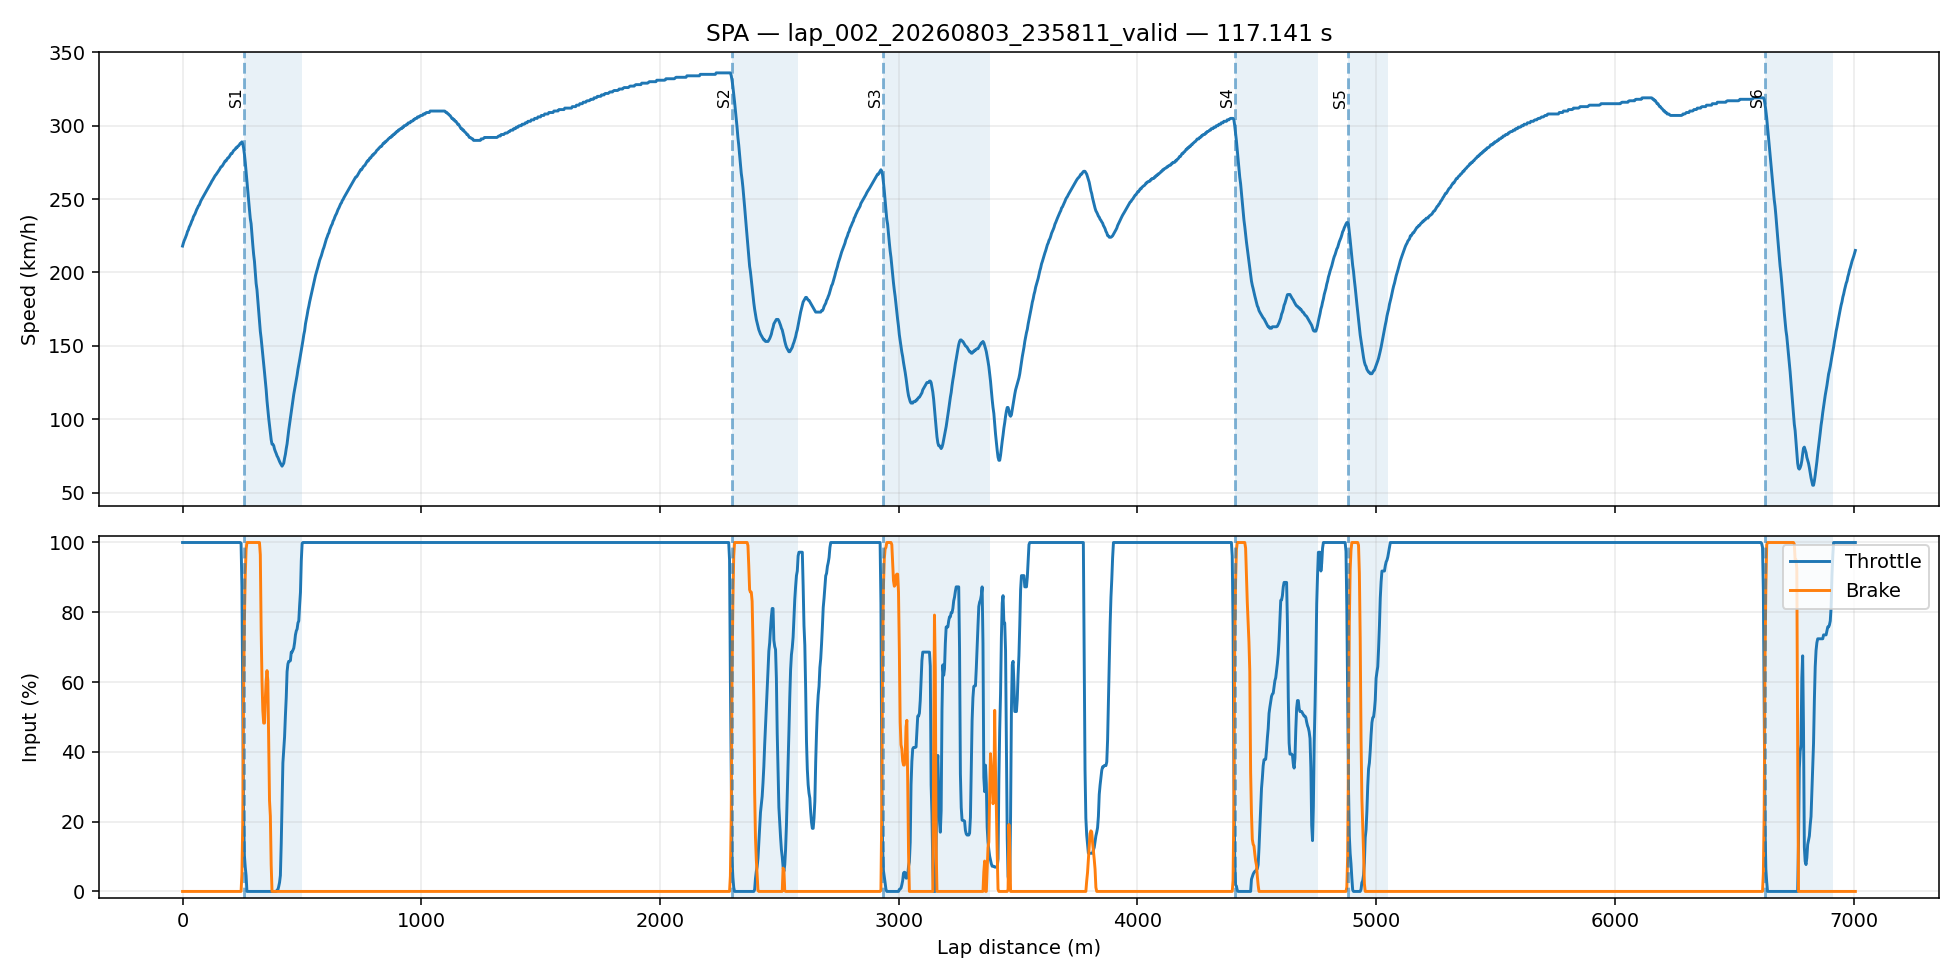 SPA — lap_002_20260803_235811_valid — 117.141 s
350
300
250
200
150
100
50
Speed (km/h)
S1
S2
S3
S4
S5
S6
100
80
60
40
20
0
Input (%)
Throttle
Brake
0
1000
2000
3000
4000
5000
6000
7000
Lap distance (m)